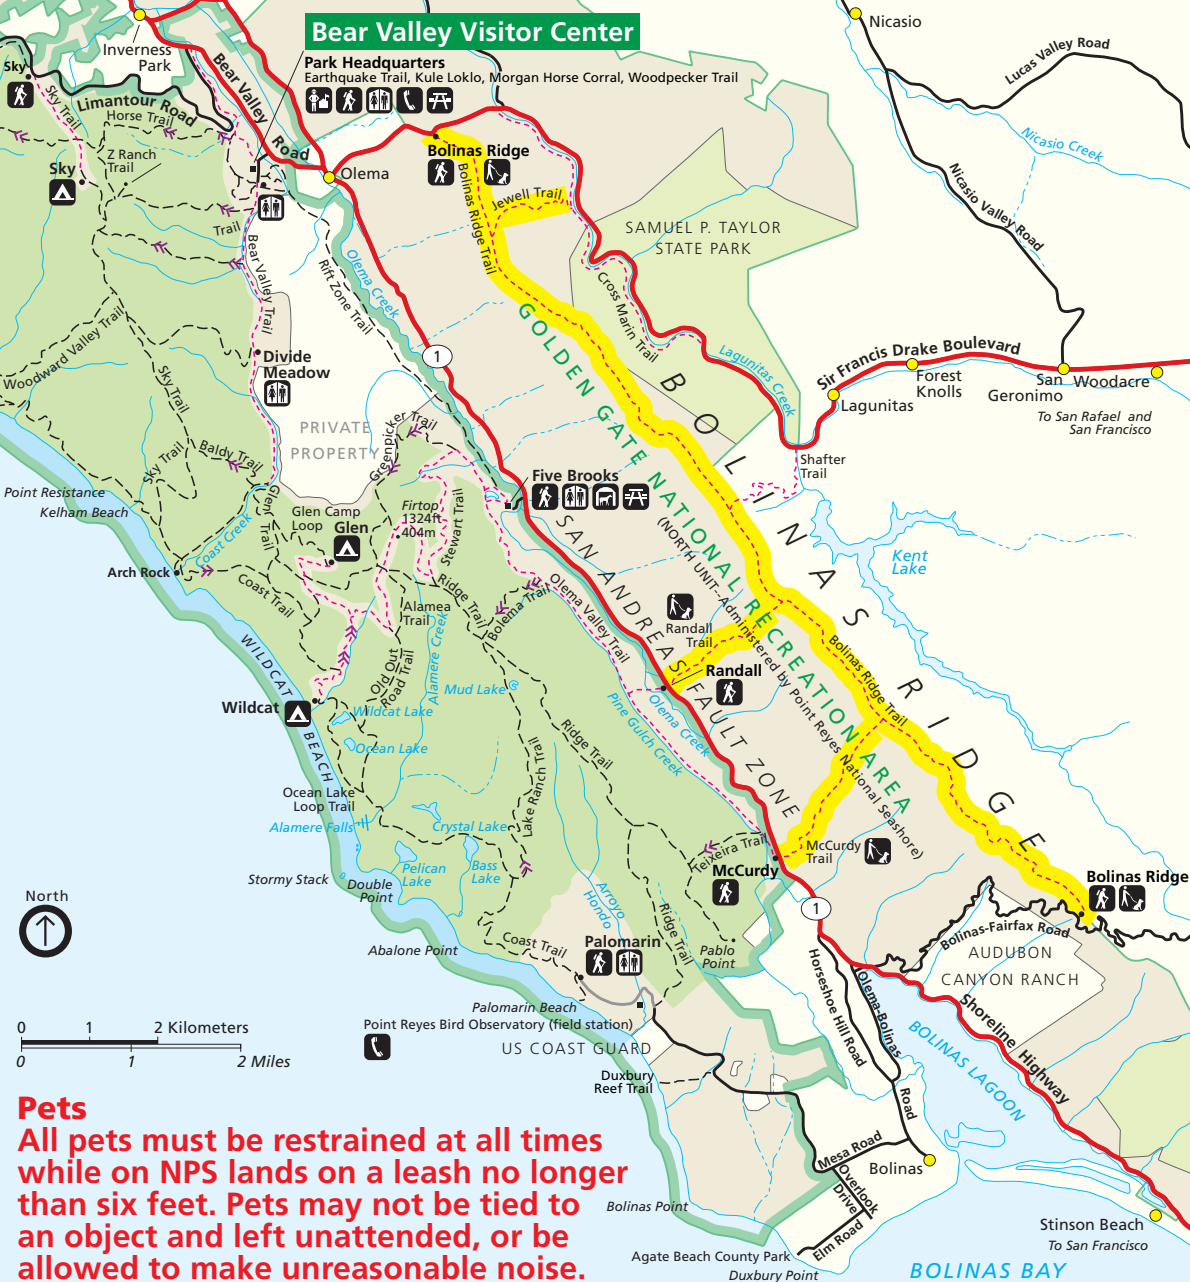 Bear Valley Visitor Center
Park Headquarters
Earthquake Trail, Kule Loklo, Morgan Horse Corral, Woodpecker Trail
Nicasio
Lucas Valley Road
Inverness
Park
Bear Valley
Road
Sky
Sky Trail
Limantour Road
Horse Trail
Z Ranch
Trail
Sky
Trail
Olema
Bolinas Ridge
Bolinas Ridge Trail
Jewell Trail
SAMUEL P. TAYLOR
STATE PARK
Nicasio Creek
Nicasio Valley Road
Nicasio Valley Road
Bear Valley Trail
Rift Zone Trail
Olema Creek
Cross Marin Trail
Lagunitas Creek
Sir Francis Drake Boulevard
Forest
Knolls
Lagunitas
San
Geronimo
Woodacre
To San Rafael and
San Francisco
1
Woodward Valley Trail
Divide
Meadow
Sky Trail
Sky Trail
Baldy Trail
PRIVATE
PROPERTY
Greenpicker Trail
GOLDEN GATE NATIONAL RECREATION AREA
(NORTH UNIT--Administered by Point Reyes National Seashore)
BOLINAS RIDGE
Shafter
Trail
Kent
Lake
Point Resistance
Kelham Beach
Coast Creek
Glen Trail
Glen Camp
Loop
Glen
Firtop
1324ft
404m
Stewart Trail
Five Brooks
SAN ANDREAS FAULT ZONE
Arch Rock
Coast Trail
Alamea
Trail
Ridge Trail
Bolema Trail
Olema Valley Trail
Randall
Trail
Randall
Bolinas Ridge Trail
WILDCAT
BEACH
Old Out
Road Trail
Alamere Creek
Mud Lake
Wildcat
Wildcat Lake
Ocean Lake
Pine Gulch Creek
Olema Creek
Ridge Trail
Ocean Lake
Loop Trail
Alamere Falls
Lake Ranch Trail
Crystal Lake
Pelican
Lake
Bass
Lake
Stormy Stack
Double
Point
Teixeira Trail
McCurdy
McCurdy
Trail
Bolinas Ridge
North
Abalone Point
Arroyo
Hondo
Coast Trail
Palomarin
Ridge Trail
Pablo
Point
1
Bolinas-Fairfax Road
AUDUBON
CANYON RANCH
Palomarin Beach
Point Reyes Bird Observatory (field station)
US COAST GUARD
Horseshoe Hill Road
Olema-Bolinas
Road
Shoreline Highway
BOLINAS LAGOON
0 1 2 Kilometers
0 1 2 Miles
Duxbury
Reef Trail
Mesa Road
Overlook
Drive
Elm Road
Bolinas
Bolinas Point
Agate Beach County Park
Duxbury Point
Stinson Beach
To San Francisco
BOLINAS BAY
Pets
All pets must be restrained at all times
while on NPS lands on a leash no longer
than six feet. Pets may not be tied to
an object and left unattended, or be
allowed to make unreasonable noise.